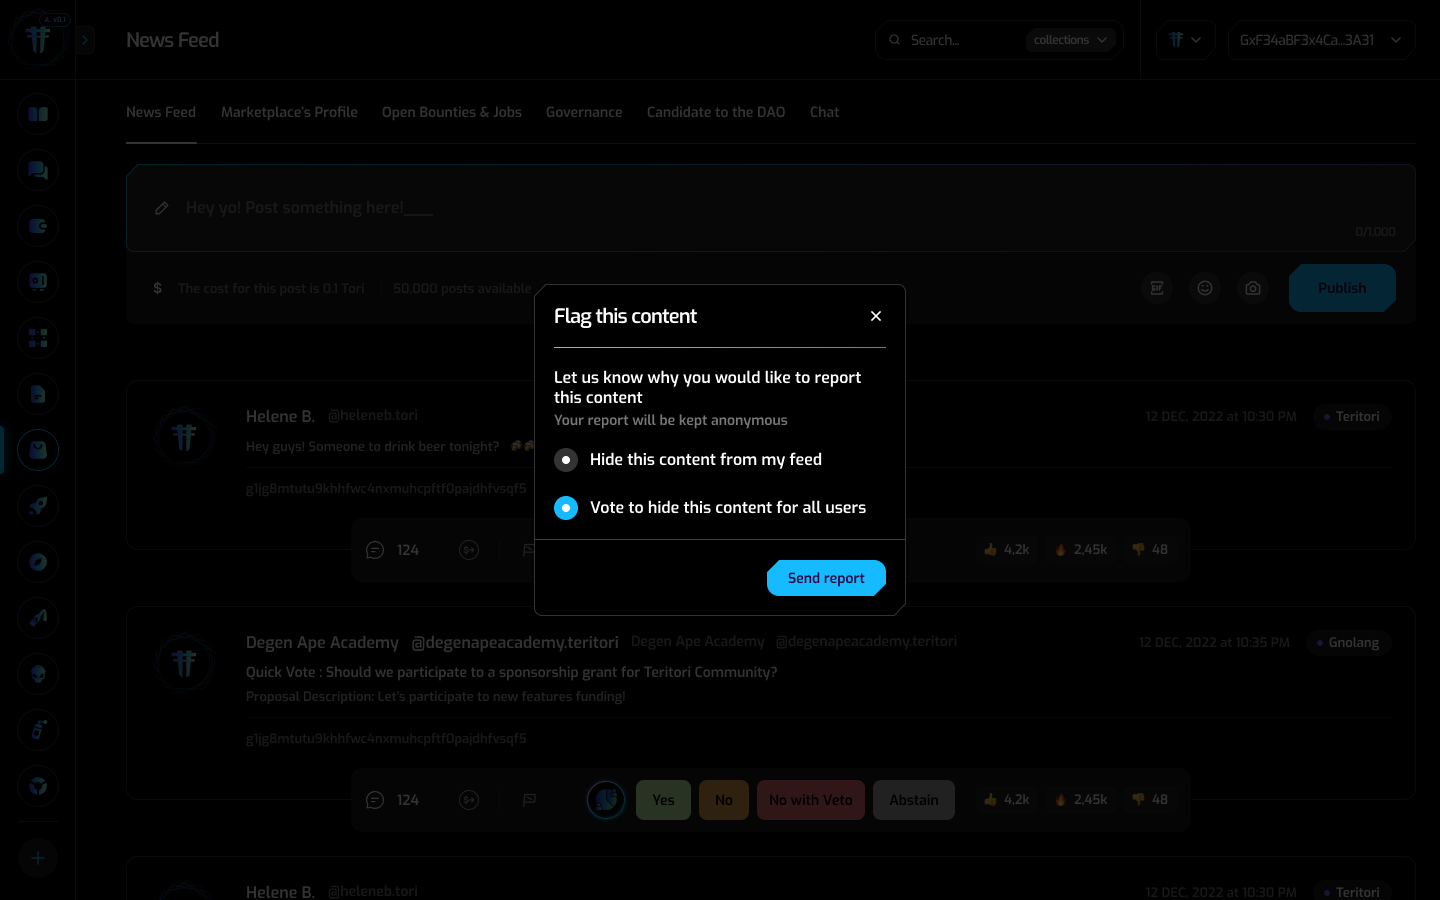 A. v0.1
News Feed
Search...
collections
GxF34aBF3x4Ca...3A31
News Feed
Marketplace's Profile
Open Bounties & Jobs
Governance
Candidate to the DAO
Chat
Hey yo! Post something here!___
0/1,000
$
The cost for this post is 0.1 Tori
50.000 posts available
GIF
Publish
Flag this content
Let us know why you would like to report
this content
Your report will be kept anonymous
Hide this content from my feed
Vote to hide this content for all users
Send report
Helene B.
@heleneb.tori
12 DEC, 2022 at 10:30 PM
Teritori
Hey guys! Someone to drink beer tonight? 🍻
g1jg8mtutu9khhfwc4nxmuhcpftf0pajdhfvsqf5
124
👍 4,2k
🔥 2,45k
👎 48
Degen Ape Academy
@degenapeacademy.teritori
Degen Ape Academy
@degenapeacademy.teritori
12 DEC, 2022 at 10:35 PM
Gnolang
Quick Vote : Should we participate to a sponsorship grant for Teritori Community?
Proposal Description: Let's participate to new features funding!
g1jg8mtutu9khhfwc4nxmuhcpftf0pajdhfvsqf5
124
Yes
No
No with Veto
Abstain
👍 4,2k
🔥 2,45k
👎 48
Helene B.
@heleneb.tori
12 DEC, 2022 at 10:30 PM
Teritori